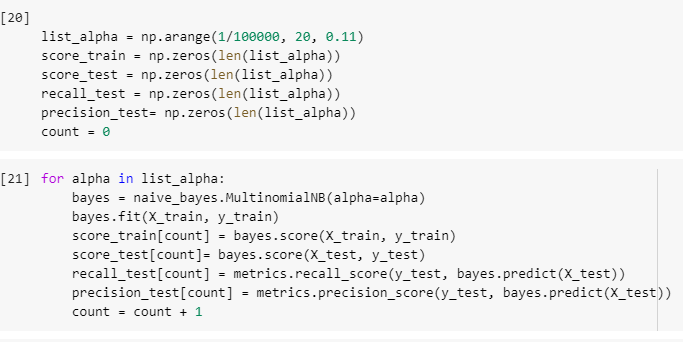 [20]
list_alpha = np.arange(1/100000, 20, 0.11)
score_train = np.zeros(len(list_alpha))
score_test = np.zeros(len(list_alpha))
recall_test = np.zeros(len(list_alpha))
precision_test= np.zeros(len(list_alpha))
count = 0
[21] for alpha in list_alpha:
    bayes = naive_bayes.MultinomialNB(alpha=alpha)
    bayes.fit(X_train, y_train)
    score_train[count] = bayes.score(X_train, y_train)
    score_test[count]= bayes.score(X_test, y_test)
    recall_test[count] = metrics.recall_score(y_test, bayes.predict(X_test))
    precision_test[count] = metrics.precision_score(y_test, bayes.predict(X_test))
    count = count + 1